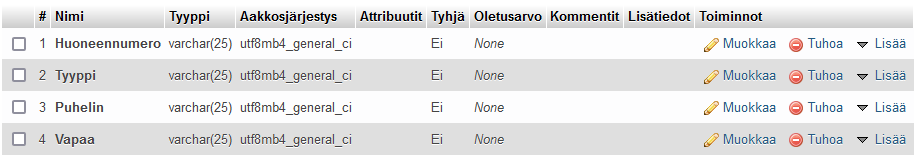 # Nimi Tyyppi Aakkosjärjestys Attribuutit Tyhjä Oletusarvo Kommentit Lisätiedot Toiminnot
1 Huoneennumero varchar(25) utf8mb4_general_ci Ei None Muokkaa Tuhoa Lisää
2 Tyyppi varchar(25) utf8mb4_general_ci Ei None Muokkaa Tuhoa Lisää
3 Puhelin varchar(25) utf8mb4_general_ci Ei None Muokkaa Tuhoa Lisää
4 Vapaa varchar(25) utf8mb4_general_ci Ei None Muokkaa Tuhoa Lisää